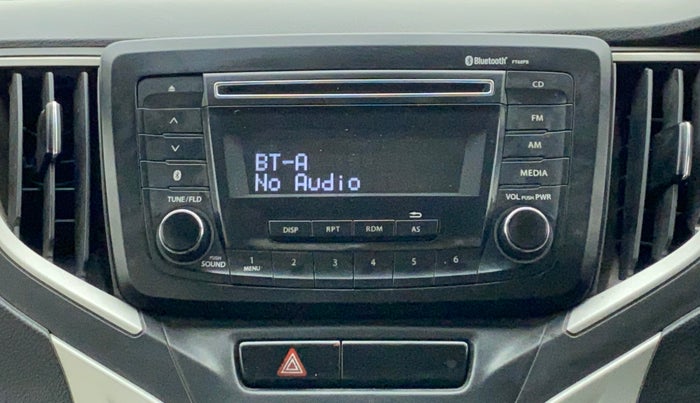 Bluetooth® PT66PB
CD
FM
AM
MEDIA
BT-A
No Audio
TUNE/FLD
VOL PUSH PWR
DISP RPT RDM AS
PUSH SOUND
1 MENU 2 3 4 5 6